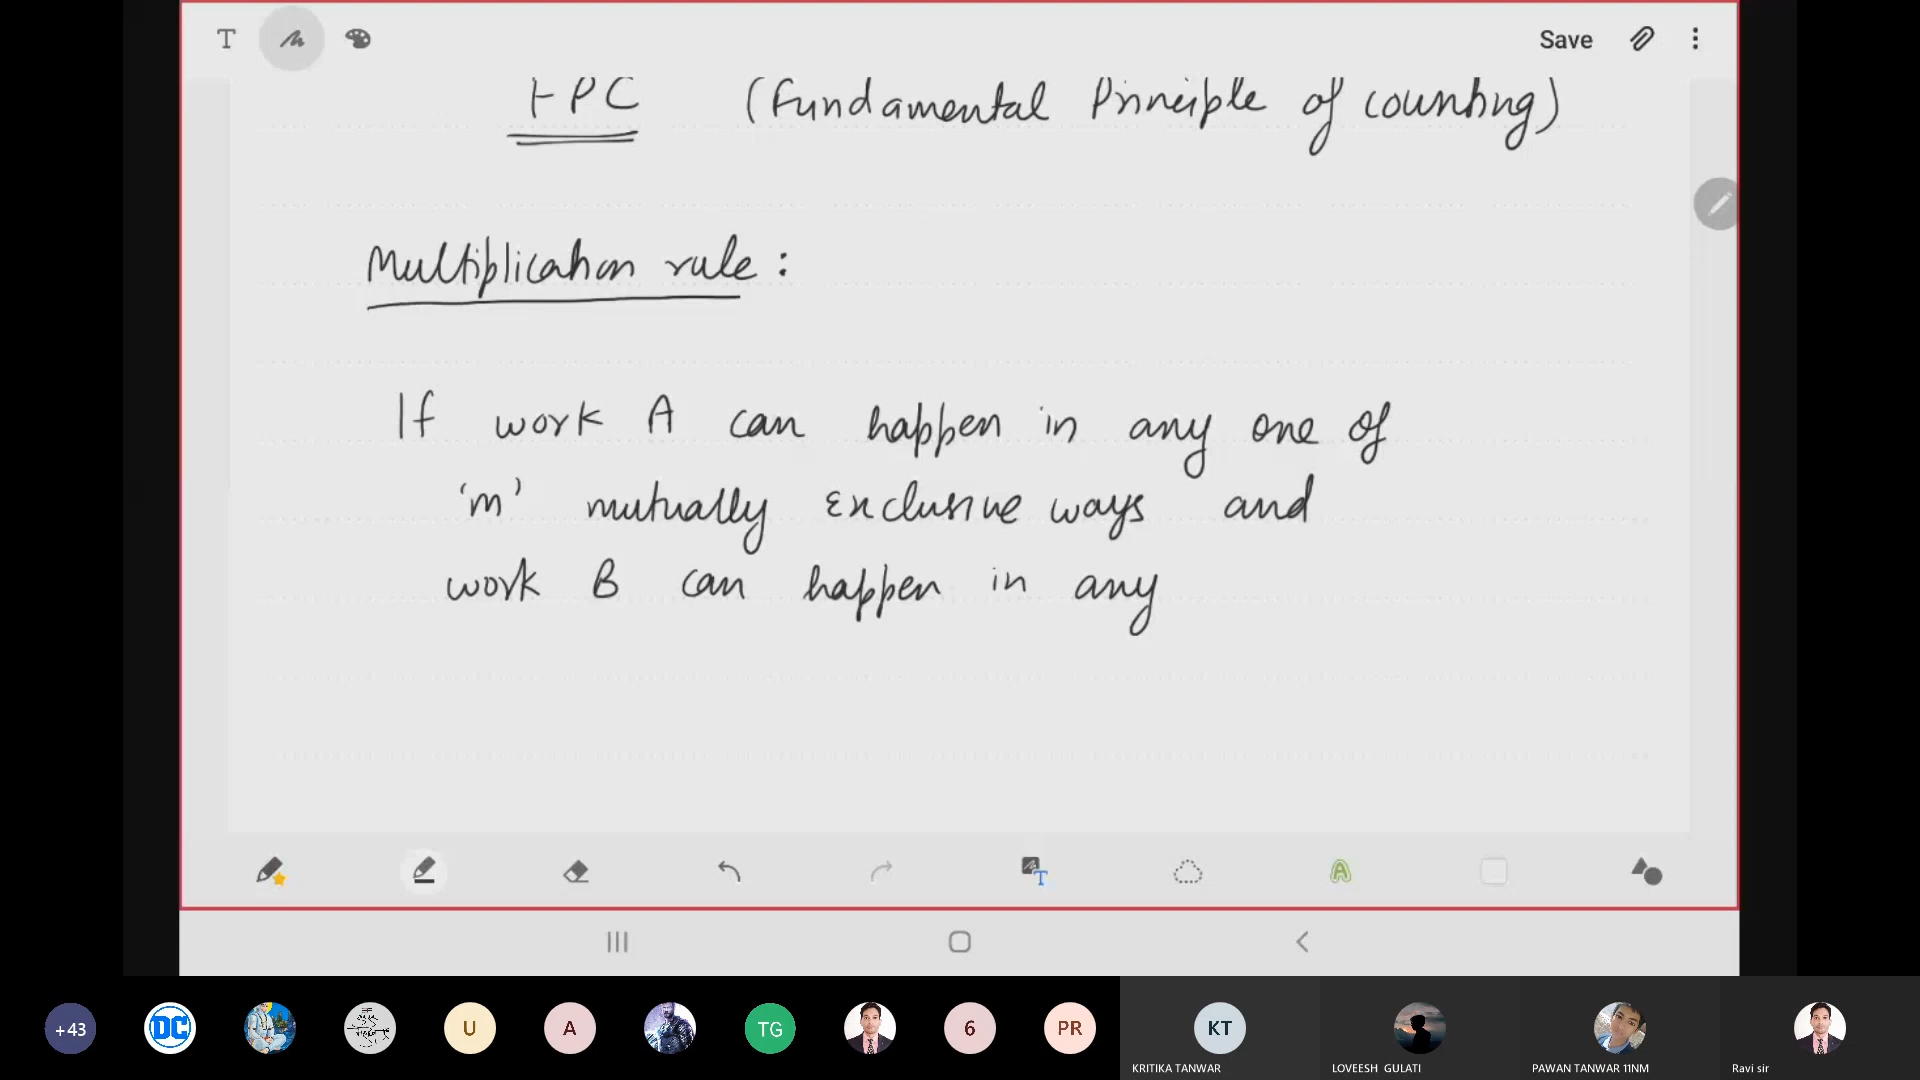 T Save
FPC (Fundamental Principle of counting)
Multiplication rule :
If work A can happen in any one of
'm' mutually exclusive ways and
work B can happen in any
T
A
+43 DC U A TG 6 PR KT
KRITIKA TANWAR LOVEESH GULATI PAWAN TANWAR 11NM Ravi sir